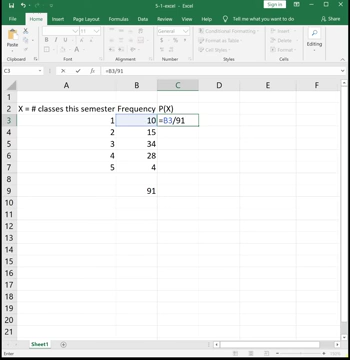 5-1-excel - Excel
Sign in
File Home Insert Page Layout Formulas Data Review View Help Tell me what you want to do Share
Paste
11
B I U
General
$ % ,
Conditional Formatting
Format as Table
Cell Styles
Insert
Delete
Format
Editing
Clipboard Font Alignment Number Styles Cells
C3 fx =B3/91
A B C D E F
1
2 X = # classes this semester Frequency P(X)
3 1 10 =B3/91
4 2 15
5 3 34
6 4 28
7 5 4
8
9 91
10
11
12
13
14
15
16
17
18
19
20
21
Sheet1
Enter